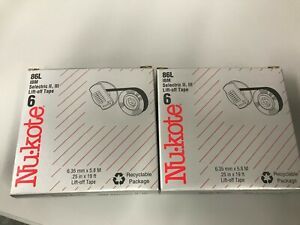 86L
IBM
Selectric II, III
Lift-off Tape
6
Nu-kote
6.35 mm x 5.8 M
.25 in x 19 ft
Lift-off Tape
Recyclable
Package
86L
IBM
Selectric II, III
Lift-off Tape
6
Nu-kote
6.35 mm x 5.8 M
.25 in x 19 ft
Lift-off Tape
Recyclable
Package